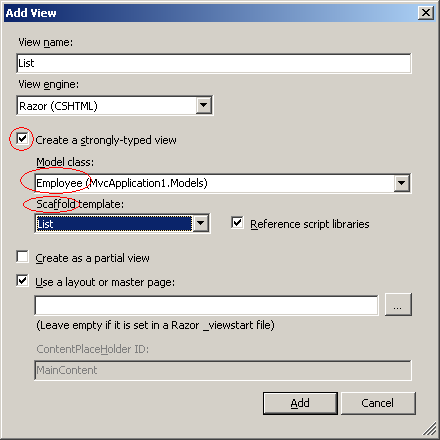 Add View
View name:
List
View engine:
Razor (CSHTML)
Create a strongly-typed view
Model class:
Employee (MvcApplication1.Models)
Scaffold template:
List
Reference script libraries
Create as a partial view
Use a layout or master page:
...
(Leave empty if it is set in a Razor _viewstart file)
ContentPlaceHolder ID:
MainContent
Add
Cancel